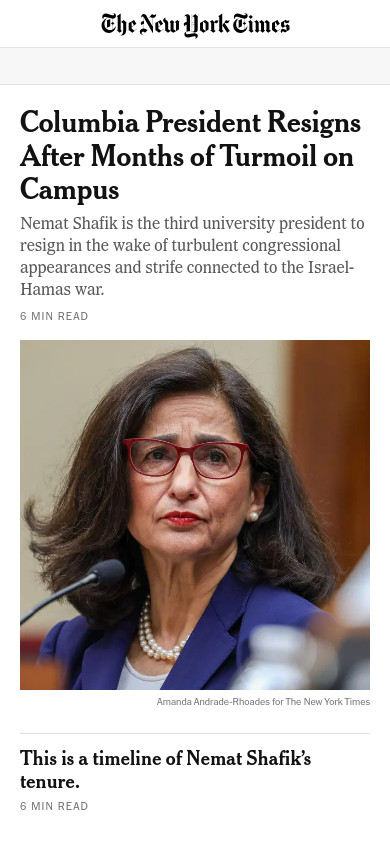 The New York Times
Columbia President Resigns
After Months of Turmoil on
Campus
Nemat Shafik is the third university president to
resign in the wake of turbulent congressional
appearances and strife connected to the Israel-
Hamas war.
6 MIN READ
Amanda Andrade-Rhoades for The New York Times
This is a timeline of Nemat Shafik’s
tenure.
6 MIN READ